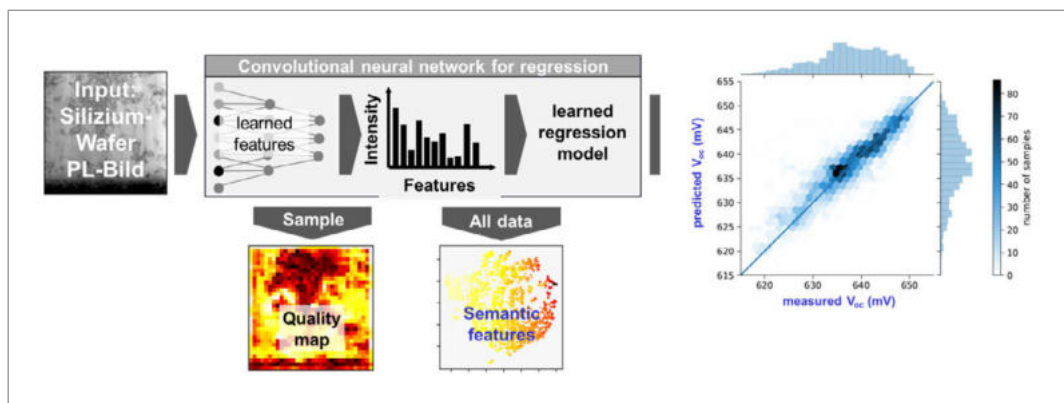 Convolutional neural network for regression
Input:
Silizium-
Wafer
PL-Bild
learned
features
Intensity
Features
learned
regression
model
Sample
All data
Quality
map
Semantic
features
predicted Voc (mV)
655
650
645
640
635
630
625
620
615
620
630
640
650
measured Voc (mV)
80
70
60
50
40
30
20
10
0
number of samples